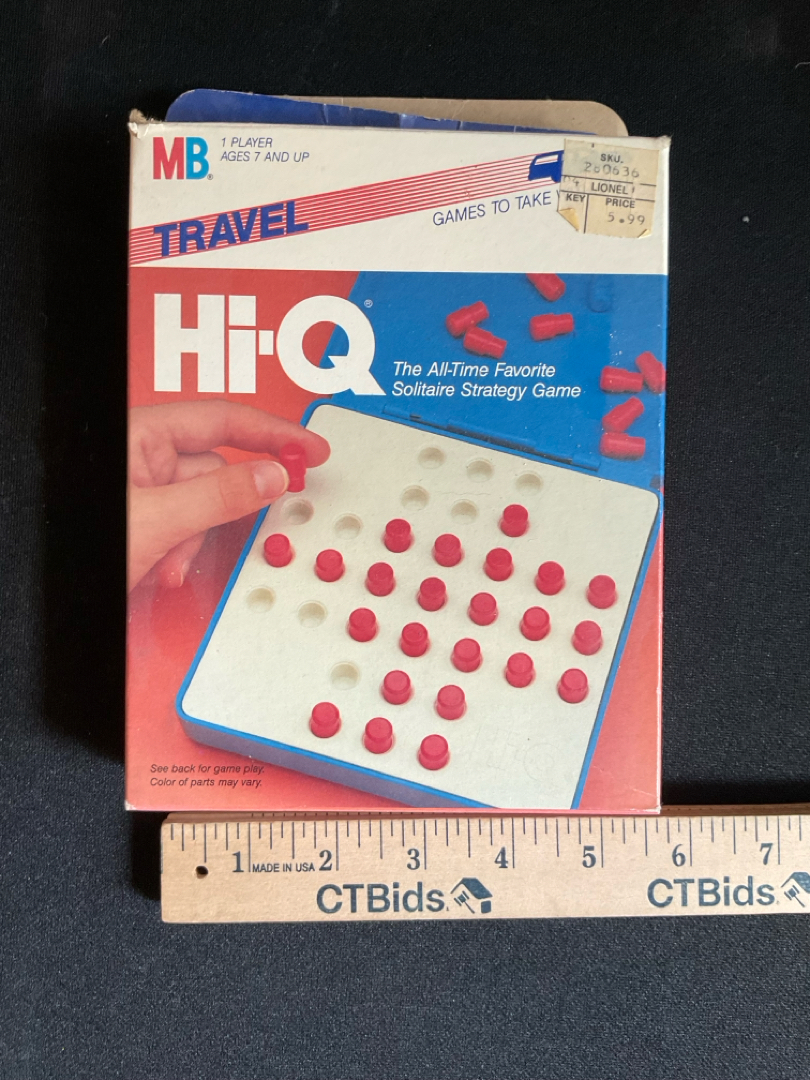 MB®
1 PLAYER
AGES 7 AND UP
SKU.
260636
LIONEL
KEY PRICE
5.99
TRAVEL
GAMES TO TAKE
Hi-Q®
The All-Time Favorite
Solitaire Strategy Game
See back for game play.
Color of parts may vary.
1 MADE IN USA 2 3 4 5 6 7
CTBids. CTBids.